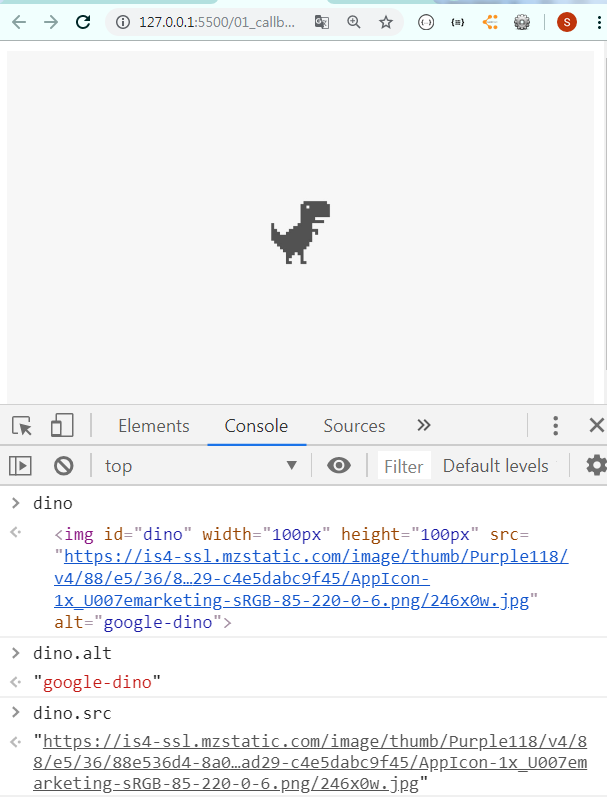 127.0.0.1:5500/01_callb...
S
Elements Console Sources
top Filter Default levels
dino
<img id="dino" width="100px" height="100px" src=
"https://is4-ssl.mzstatic.com/image/thumb/Purple118/
v4/88/e5/36/8…29-c4e5dabc9f45/AppIcon-
1x_U007emarketing-sRGB-85-220-0-6.png/246x0w.jpg"
alt="google-dino">
dino.alt
"google-dino"
dino.src
"https://is4-ssl.mzstatic.com/image/thumb/Purple118/v4/8
8/e5/36/88e536d4-8a0…ad29-c4e5dabc9f45/AppIcon-1x_U007em
arketing-sRGB-85-220-0-6.png/246x0w.jpg"